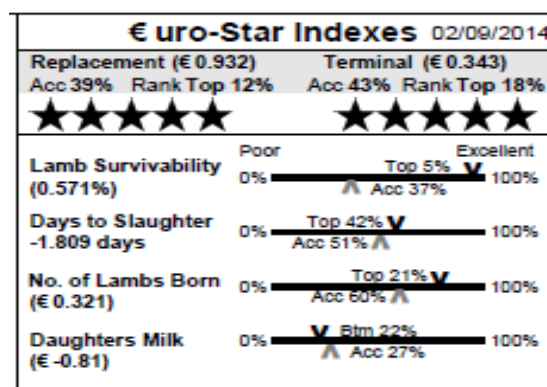 €uro-Star Indexes 02/09/2014
Replacement (€ 0.932) Terminal (€ 0.343)
Acc 39% Rank Top 12% Acc 43% Rank Top 18%
Poor Excellent
Lamb Survivability
(0.571%)
0% Top 5% 100%
Acc 37%
Days to Slaughter
-1.809 days
0% Top 42% 100%
Acc 51%
No. of Lambs Born
(€ 0.321)
0% Top 21% 100%
Acc 60%
Daughters Milk
(€ -0.81)
0% Btm 22% 100%
Acc 27%